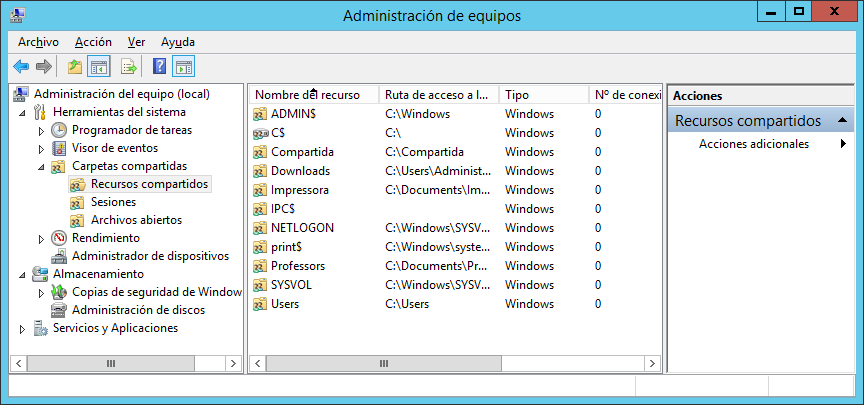 Administración de equipos
Archivo Acción Ver Ayuda
Administración del equipo (local)
Herramientas del sistema
Programador de tareas
Visor de eventos
Carpetas compartidas
Recursos compartidos
Sesiones
Archivos abiertos
Rendimiento
Administrador de dispositivos
Almacenamiento
Copias de seguridad de Window
Administración de discos
Servicios y Aplicaciones
Nombre del recurso Ruta de acceso a l... Tipo Nº de conexi
ADMIN$ C:\Windows Windows 0
C$ C:\ Windows 0
Compartida C:\Compartida Windows 0
Downloads C:\Users\Administ... Windows 0
Impressora C:\Documents\Im... Windows 0
IPC$ Windows 0
NETLOGON C:\Windows\SYSV... Windows 0
print$ C:\Windows\syste... Windows 0
Professors C:\Documents\Pr... Windows 0
SYSVOL C:\Windows\SYSV... Windows 0
Users C:\Users Windows 0
Acciones
Recursos compartidos
Acciones adicionales